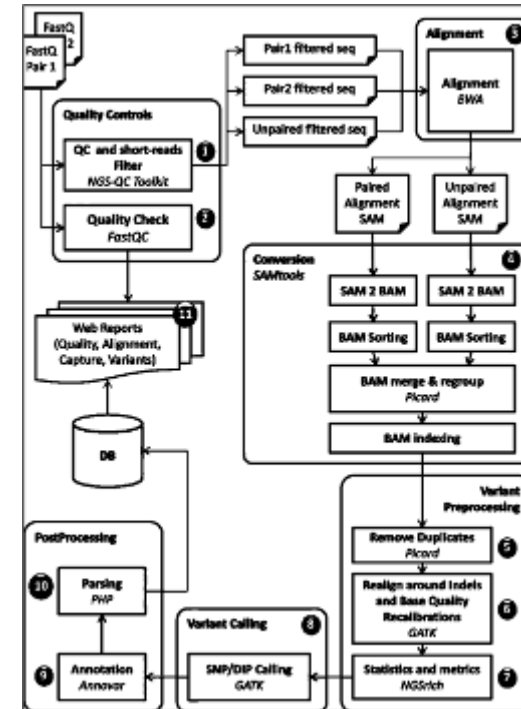 FastQ
2
FastQ
Pair 1
Pair1 filtered seq
Pair2 filtered seq
Unpaired filtered seq
3
Alignment
Alignment
BWA
Quality Controls
1
QC and short-reads
Filter
NGS-QC Toolkit
2
Quality Check
FastQC
Paired
Alignment
SAM
Unpaired
Alignment
SAM
4
Conversion
SAMtools
SAM 2 BAM
SAM 2 BAM
BAM Sorting
BAM Sorting
BAM merge & regroup
Picard
BAM indexing
11
Web Reports
(Quality, Alignment,
Capture, Variants)
DB
Variant
Preprocessing
Remove Duplicates
Picard
5
Realign around Indels
and Base Quality
Recalibrations
GATK
6
Statistics and metrics
NGSrich
7
PostProcessing
10
Parsing
PHP
9
Annotation
Annovar
Variant Calling
8
SNP/DIP Calling
GATK